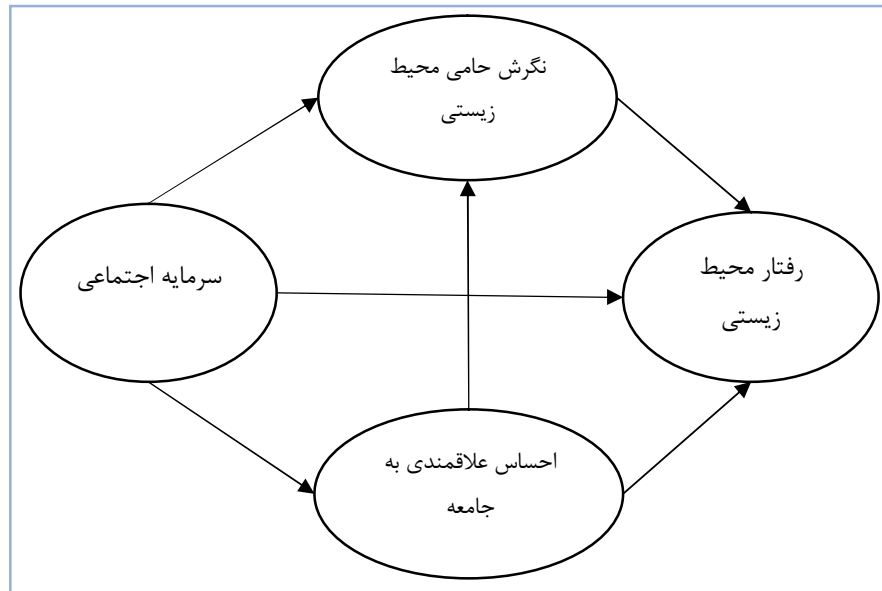 نگرش حامی محیط
زیستی
سرمایه اجتماعی
رفتار محیط
زیستی
احساس علاقمندی به
جامعه